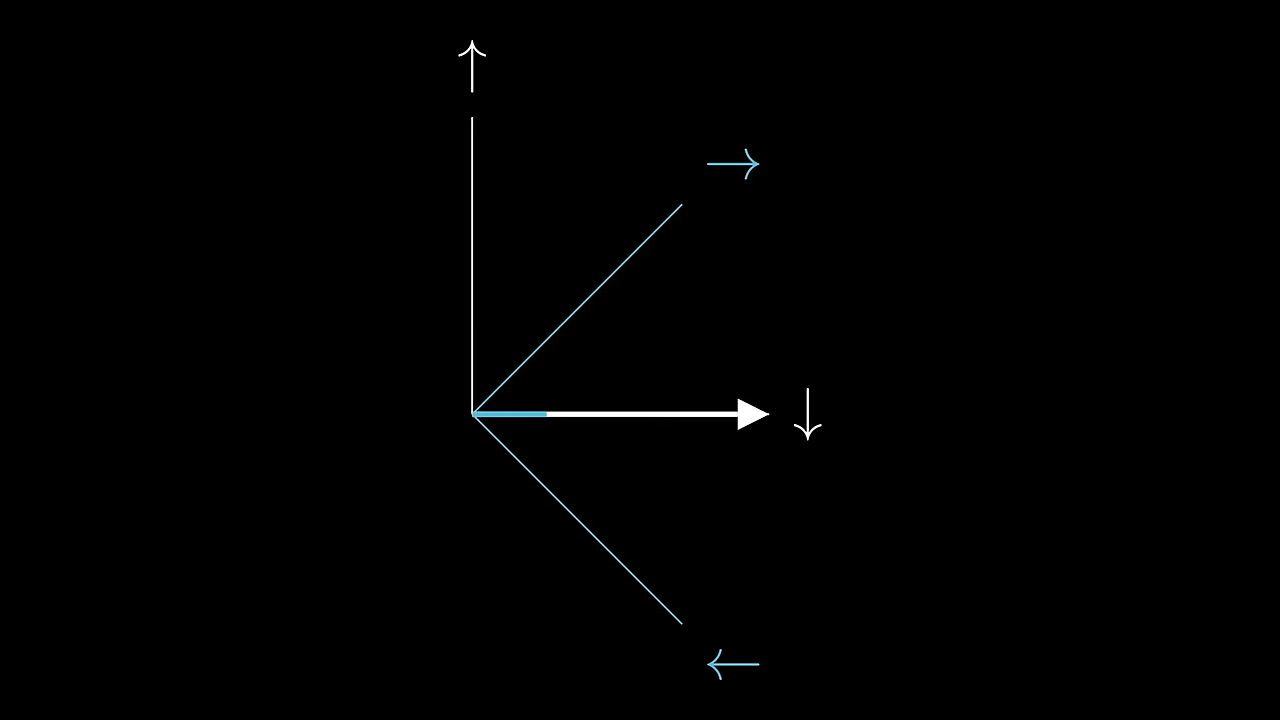 ↑
→
↓
←